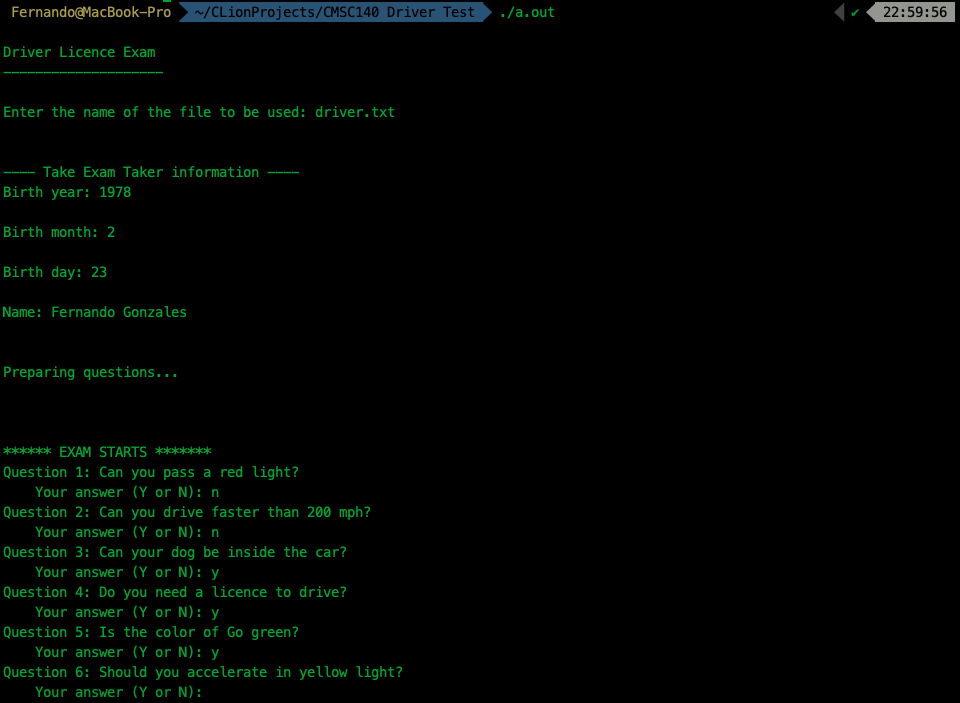 Fernando@MacBook-Pro ~/CLionProjects/CMSC140 Driver Test ./a.out ✔ 22:59:56
Driver Licence Exam
--------------------
Enter the name of the file to be used: driver.txt
---- Take Exam Taker information ----
Birth year: 1978
Birth month: 2
Birth day: 23
Name: Fernando Gonzales
Preparing questions...
****** EXAM STARTS *******
Question 1: Can you pass a red light?
Your answer (Y or N): n
Question 2: Can you drive faster than 200 mph?
Your answer (Y or N): n
Question 3: Can your dog be inside the car?
Your answer (Y or N): y
Question 4: Do you need a licence to drive?
Your answer (Y or N): y
Question 5: Is the color of Go green?
Your answer (Y or N): y
Question 6: Should you accelerate in yellow light?
Your answer (Y or N):